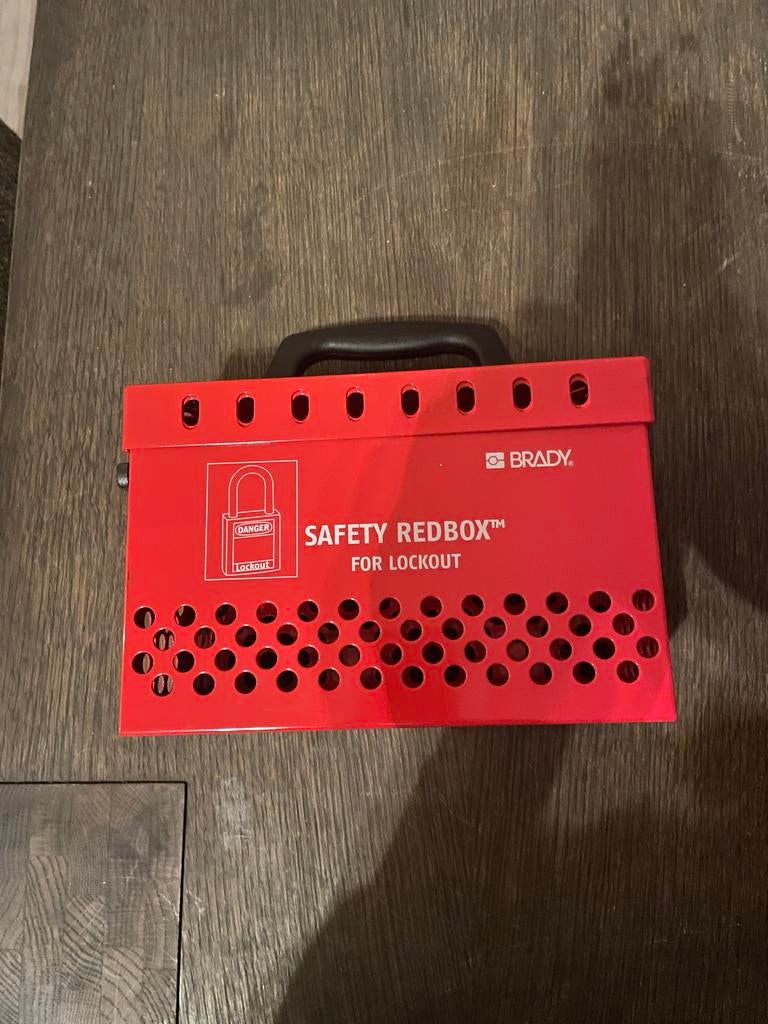 BRADY®
DANGER
Lockout
SAFETY REDBOX™
FOR LOCKOUT